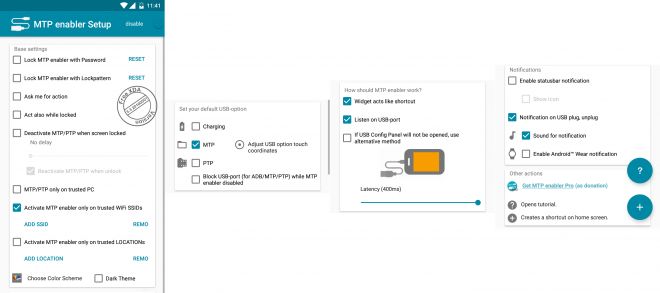 11:41
MTP enabler Setup
disable
Base settings
Lock MTP enabler with Password
RESET
Lock MTP enabler with Lockpattern
RESET
Ask me for action
Act also while locked
Deactivate MTP/PTP when screen locked
No delay
Reactivate MTP/PTP when unlock
MTP/PTP only on trusted PC
Activate MTP enabler only on trusted WiFi SSIDs
ADD SSID
REMO
Activate MTP enabler only on trusted LOCATIONs
ADD LOCATION
REMO
Choose Color Scheme
Dark Theme
Set your default USB-option
Charging
MTP
Adjust USB option touch
coordinates
PTP
Block USB-port (for ADB/MTP/PTP) while MTP
enabler disabled
How should MTP enabler work?
Widget acts like shortcut
Listen on USB-port
If USB Config Panel will not be opened, use
alternative method
Latency (400ms)
Notifications
Enable statusbar notification
Show icon
Notification on USB plug, unplug
Sound for notification
Enable Android™ Wear notification
Other actions
Get MTP enabler Pro (as donation)
Opens tutorial.
Creates a shortcut on home screen.
?
+